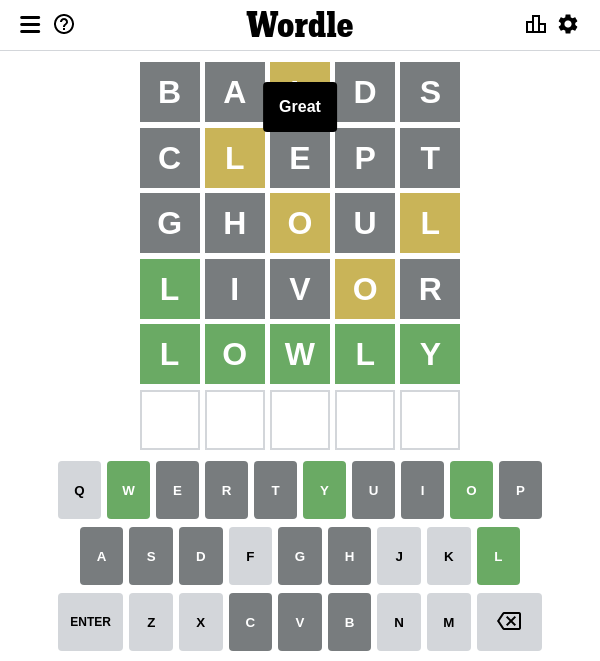 Wordle
B A D S
Great
C L E P T
G H O U L
L I V O R
L O W L Y
Q W E R T Y U I O P
A S D F G H J K L
ENTER Z X C V B N M